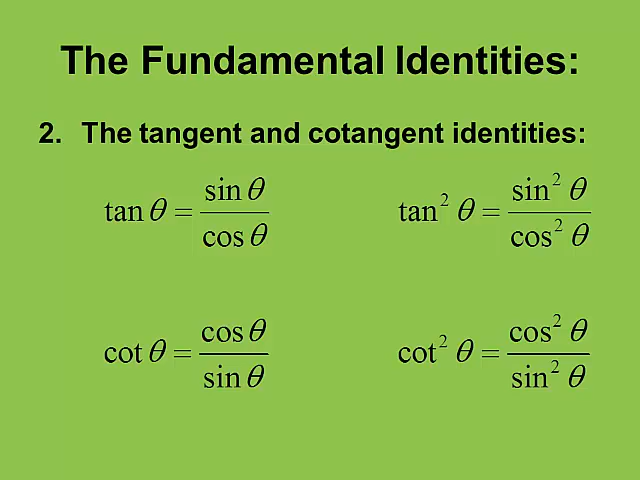 The Fundamental Identities:
2. The tangent and cotangent identities:
tan θ = sin θ / cos θ
tan² θ = sin² θ / cos² θ
cot θ = cos θ / sin θ
cot² θ = cos² θ / sin² θ